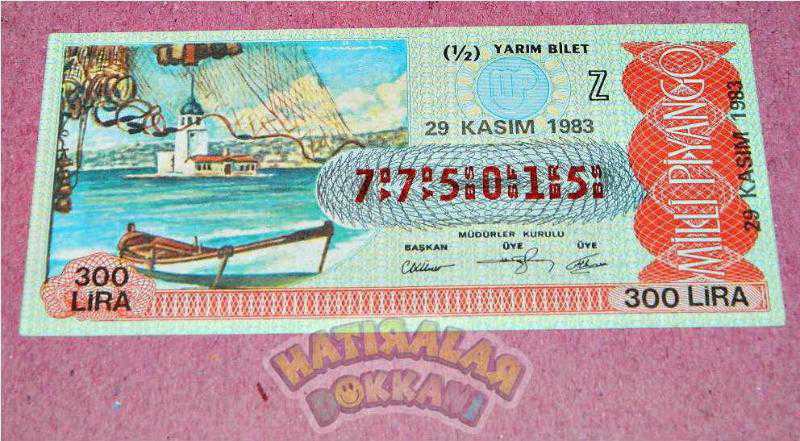 (½) YARIM BİLET
MP
Z
29 KASIM 1983
775015
MÜDÜRLER KURULU
BAŞKAN ÜYE ÜYE
300
LİRA
300 LİRA
MİLLİ PİYANGO
29 KASIM 1983
HATIRALAR
DÜKKANI